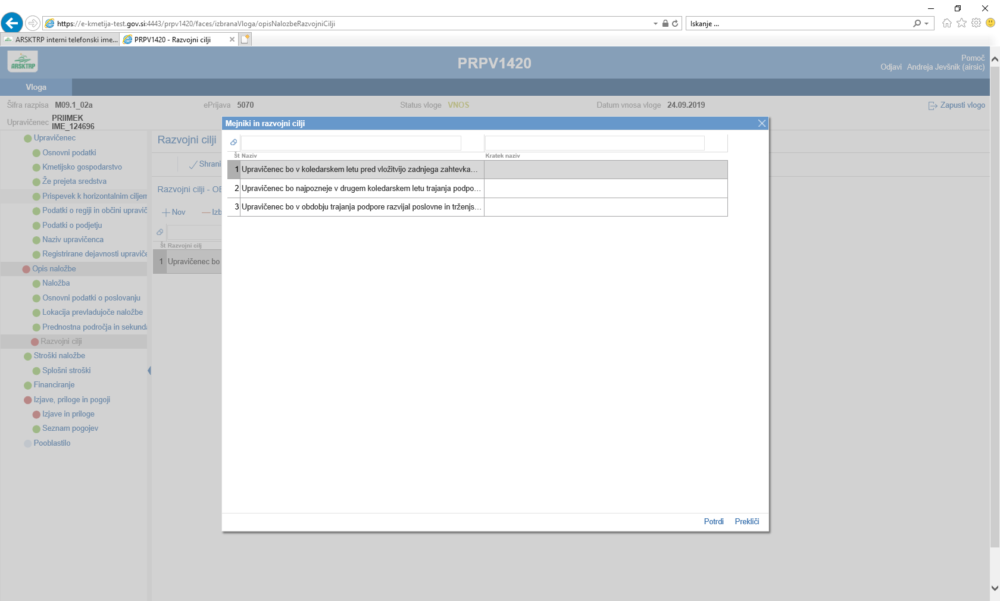 https://e-kmetija-test.gov.si:4443/prpv1420/faces/izbranaVloga/opisNalozbeRazvojniCilji
Iskanje ...
ARSKTRP interni telefonski ime...
PRPV1420 - Razvojni cilji
ARSKTRP
PRPV1420
Pomoč
Odjavi Andreja Jevšnik (airsic)
Vloga
Šifra razpisa M09.1_02a
ePrijava 5070
Status vloge VNOS
Datum vnosa vloge 24.09.2019
Zapusti vlogo
Upravičenec PRIIMEK
IME_124696
Upravičenec
Osnovni podatki
Kmetijsko gospodarstvo
Že prejeta sredstva
Prispevek k horizontalnim ciljem
Podatki o regiji in občini upravič
Podatki o podjetju
Naziv upravičenca
Registrirane dejavnosti upraviče
Opis naložbe
Naložba
Osnovni podatki o poslovanju
Lokacija prevladujoče naložbe
Prednostna področja in sekunda
Razvojni cilji
Stroški naložbe
Splošni stroški
Financiranje
Izjave, priloge in pogoji
Izjave in priloge
Seznam pogojev
Pooblastilo
Razvojni cilji
Shrani
Razvojni cilji - OE
Nov
Izb
Št Razvojni cilj
1 Upravičenec bo
Mejniki in razvojni cilji
Št Naziv
Kratek naziv
1 Upravičenec bo v koledarskem letu pred vložitvijo zadnjega zahtevka...
2 Upravičenec bo najpozneje v drugem koledarskem letu trajanja podpo...
3 Upravičenec bo v obdobju trajanja podpore razvijal poslovne in trženjs...
Potrdi
Prekliči